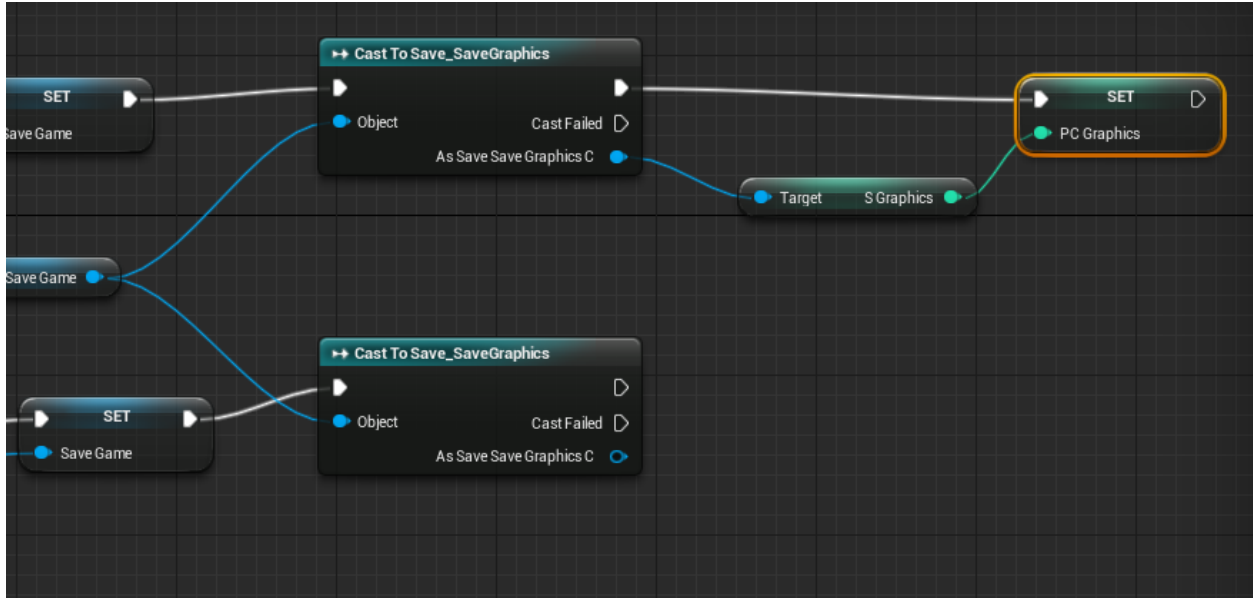 Cast To Save_SaveGraphics
SET
Save Game
Object
Cast Failed
As Save Save Graphics C
SET
PC Graphics
Target
S Graphics
Save Game
Cast To Save_SaveGraphics
SET
Save Game
Object
Cast Failed
As Save Save Graphics C